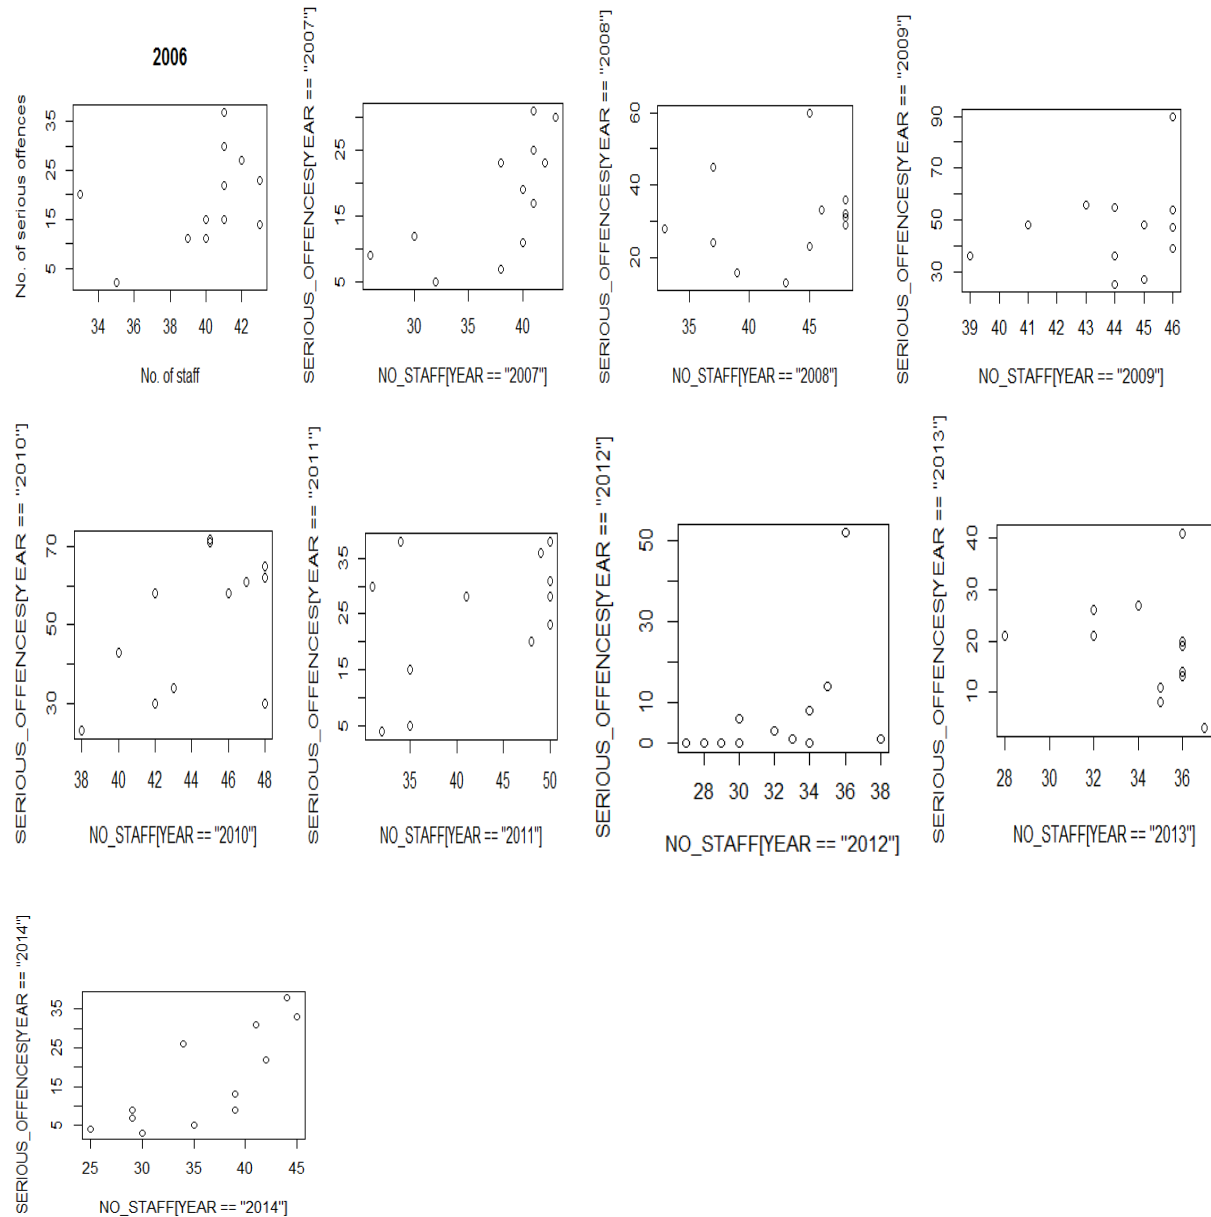 2006
No. of serious offences
35
25
15
5
34 36 38 40 42
No. of staff
SERIOUS_OFFENCES[YEAR == "2007"]
25
15
5
30 40
NO_STAFF[YEAR == "2007"]
SERIOUS_OFFENCES[YEAR == "2008"]
60
40
20
35 45
NO_STAFF[YEAR == "2008"]
SERIOUS_OFFENCES[YEAR == "2009"]
90
70
50
30
39 40 41 42 43 44 45 46
NO_STAFF[YEAR == "2009"]
SERIOUS_OFFENCES[YEAR == "2010"]
70
50
30
38 40 42 44 46 48
NO_STAFF[YEAR == "2010"]
SERIOUS_OFFENCES[YEAR == "2011"]
35
25
15
5
35 40 45 50
NO_STAFF[YEAR == "2011"]
SERIOUS_OFFENCES[YEAR == "2012"]
50
30
10
0
28 30 32 34 36 38
NO_STAFF[YEAR == "2012"]
SERIOUS_OFFENCES[YEAR == "2013"]
40
30
20
10
28 30 32 34 36
NO_STAFF[YEAR == "2013"]
SERIOUS_OFFENCES[YEAR == "2014"]
35
25
15
5
25 30 35 40 45
NO_STAFF[YEAR == "2014"]